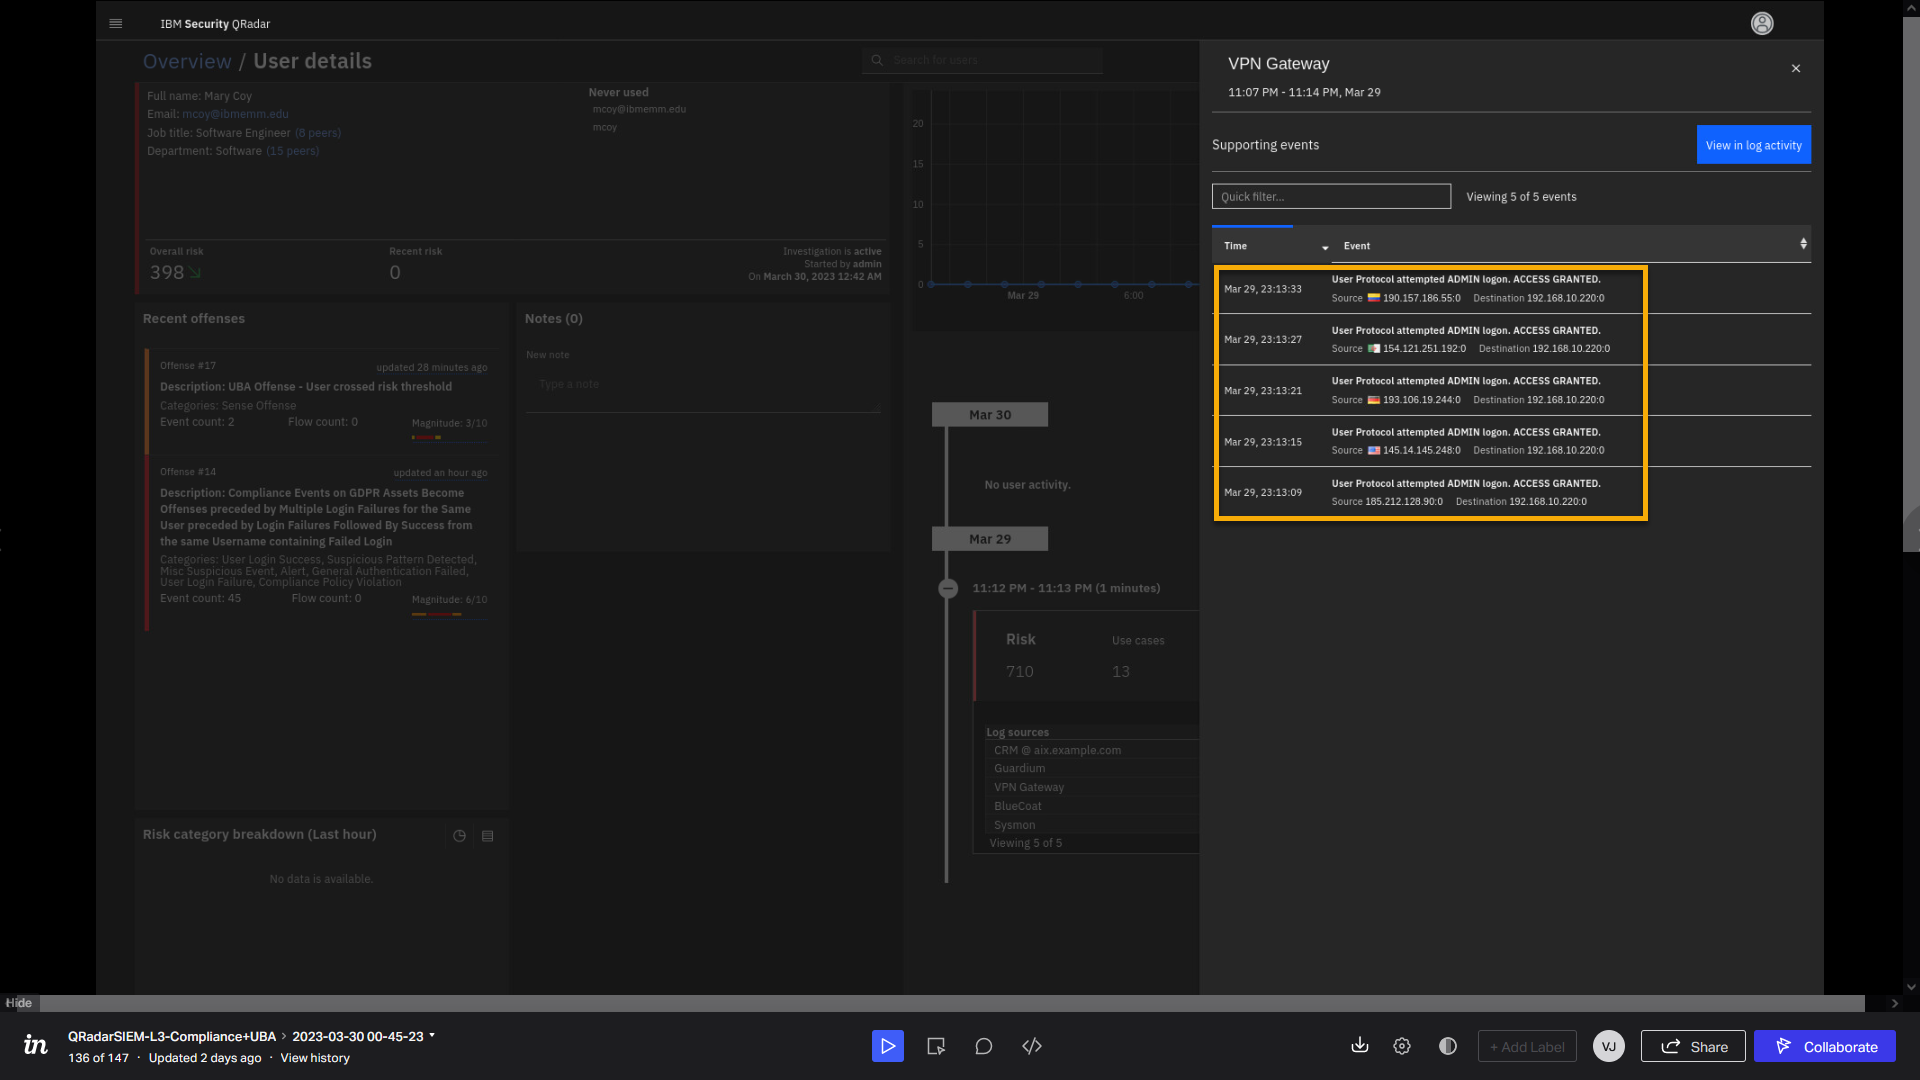 IBM Security QRadar
Overview / User details
Search for users
Full name: Mary Coy
Email: mcoy@ibmemm.edu
Job title: Software Engineer (8 peers)
Department: Software (15 peers)
Never used
mcoy@ibmemm.edu
mcoy
Overall risk
398
Recent risk
0
Investigation is active
Started by admin
On March 30, 2023 12:42 AM
Recent offenses
Offense #17
updated 28 minutes ago
Description: UBA Offense - User crossed risk threshold
Categories: Sense Offense
Event count: 2
Flow count: 0
Magnitude: 3/10
Offense #14
updated an hour ago
Description: Compliance Events on GDPR Assets Become
Offenses preceded by Multiple Login Failures for the Same
User preceded by Login Failures Followed By Success from
the same Username containing Failed Login
Categories: User Login Success, Suspicious Pattern Detected,
Misc Suspicious Event, Alert, General Authentication Failed,
User Login Failure, Compliance Policy Violation
Event count: 45
Flow count: 0
Magnitude: 6/10
Risk category breakdown (Last hour)
No data is available.
Notes (0)
New note
Type a note
20
15
10
5
0
Mar 29
6:00
Mar 30
No user activity.
Mar 29
11:12 PM - 11:13 PM (1 minutes)
Risk
710
Use cases
13
Log sources
CRM @ aix.example.com
Guardium
VPN Gateway
BlueCoat
Sysmon
Viewing 5 of 5
VPN Gateway
11:07 PM - 11:14 PM, Mar 29
Supporting events
View in log activity
Quick filter...
Viewing 5 of 5 events
Time
Event
Mar 29, 23:13:33
User Protocol attempted ADMIN logon. ACCESS GRANTED.
Source 190.157.186.55:0 Destination 192.168.10.220:0
Mar 29, 23:13:27
User Protocol attempted ADMIN logon. ACCESS GRANTED.
Source 154.121.251.192:0 Destination 192.168.10.220:0
Mar 29, 23:13:21
User Protocol attempted ADMIN logon. ACCESS GRANTED.
Source 193.106.19.244:0 Destination 192.168.10.220:0
Mar 29, 23:13:15
User Protocol attempted ADMIN logon. ACCESS GRANTED.
Source 145.14.145.248:0 Destination 192.168.10.220:0
Mar 29, 23:13:09
User Protocol attempted ADMIN logon. ACCESS GRANTED.
Source 185.212.128.90:0 Destination 192.168.10.220:0
Hide
in
QRadarSIEM-L3-Compliance+UBA > 2023-03-30 00-45-23
136 of 147 · Updated 2 days ago · View history
+ Add Label
VJ
Share
Collaborate